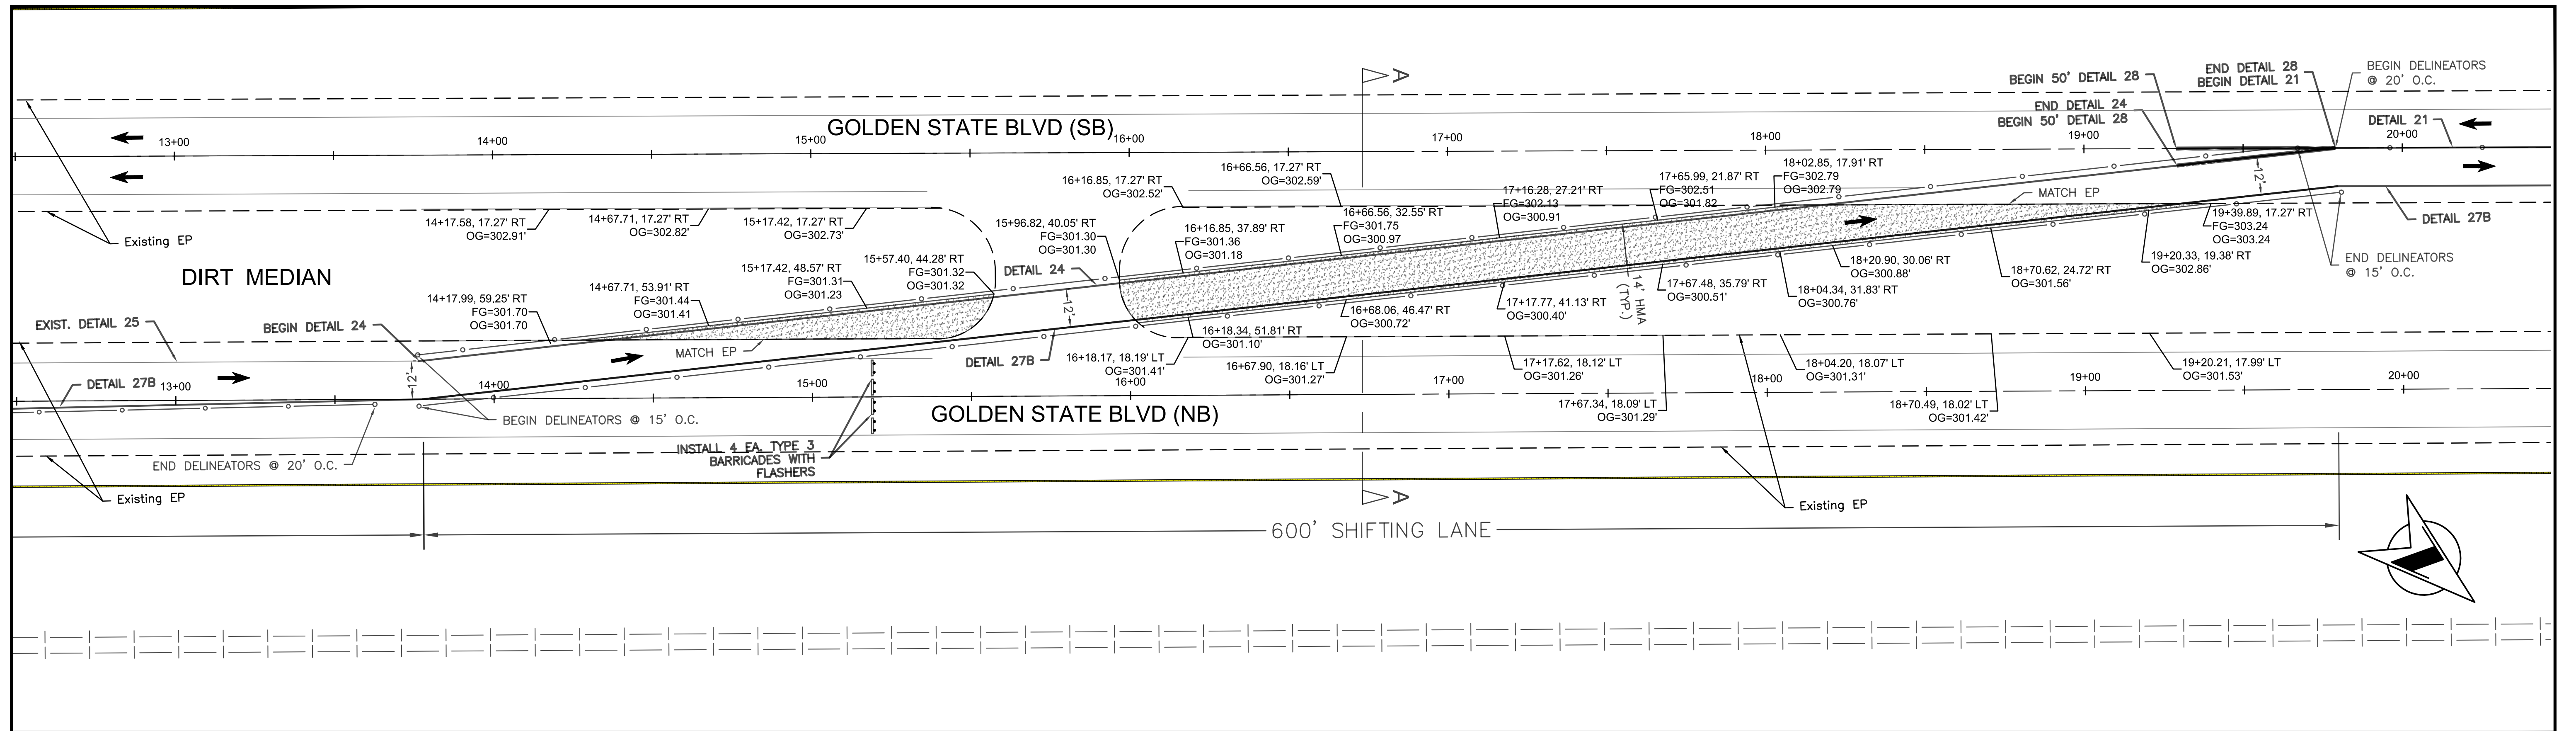 BEGIN DELINEATORS
@ 20' O.C.
END DETAIL 28
BEGIN DETAIL 21
BEGIN 50' DETAIL 28
END DETAIL 24
BEGIN 50' DETAIL 28
DETAIL 21
A
GOLDEN STATE BLVD (SB)
13+00
14+00
15+00
16+00
17+00
18+00
19+00
20+00
16+66.56, 17.27' RT
OG=302.59'
16+16.85, 17.27' RT
OG=302.52'
18+02.85, 17.91' RT
FG=302.79
OG=302.79
17+65.99, 21.87' RT
FG=302.51
OG=301.82
17+16.28, 27.21' RT
FG=302.13
OG=300.91
12'
MATCH EP
14+17.58, 17.27' RT
OG=302.91'
14+67.71, 17.27' RT
OG=302.82'
15+17.42, 17.27' RT
OG=302.73'
15+96.82, 40.05' RT
FG=301.30
OG=301.30
16+16.85, 37.89' RT
FG=301.36
OG=301.18
16+66.56, 32.55' RT
FG=301.75
OG=300.97
19+39.89, 17.27' RT
FG=303.24
OG=303.24
DETAIL 27B
Existing EP
DIRT MEDIAN
15+57.40, 44.28' RT
FG=301.32
OG=301.32
DETAIL 24
15+17.42, 48.57' RT
FG=301.31
OG=301.23
14+67.71, 53.91' RT
FG=301.44
OG=301.41
14+17.99, 59.25' RT
FG=301.70
OG=301.70
18+20.90, 30.06' RT
OG=300.88'
18+70.62, 24.72' RT
OG=301.56'
19+20.33, 19.38' RT
OG=302.86'
END DELINEATORS
@ 15' O.C.
17+67.48, 35.79' RT
OG=300.51'
18+04.34, 31.83' RT
OG=300.76'
14' HMA
(TYP.)
17+17.77, 41.13' RT
OG=300.40'
16+68.06, 46.47' RT
OG=300.72'
12'
EXIST. DETAIL 25
BEGIN DETAIL 24
16+18.34, 51.81' RT
OG=301.10'
MATCH EP
DETAIL 27B
16+18.17, 18.19' LT
OG=301.41'
16+67.90, 18.16' LT
OG=301.27'
17+17.62, 18.12' LT
OG=301.26'
18+04.20, 18.07' LT
OG=301.31'
19+20.21, 17.99' LT
OG=301.53'
12'
DETAIL 27B
13+00
14+00
15+00
16+00
17+00
18+00
19+00
20+00
17+67.34, 18.09' LT
OG=301.29'
18+70.49, 18.02' LT
OG=301.42'
GOLDEN STATE BLVD (NB)
BEGIN DELINEATORS @ 15' O.C.
INSTALL 4 EA. TYPE 3
BARRICADES WITH
FLASHERS
END DELINEATORS @ 20' O.C.
Existing EP
A
Existing EP
600' SHIFTING LANE